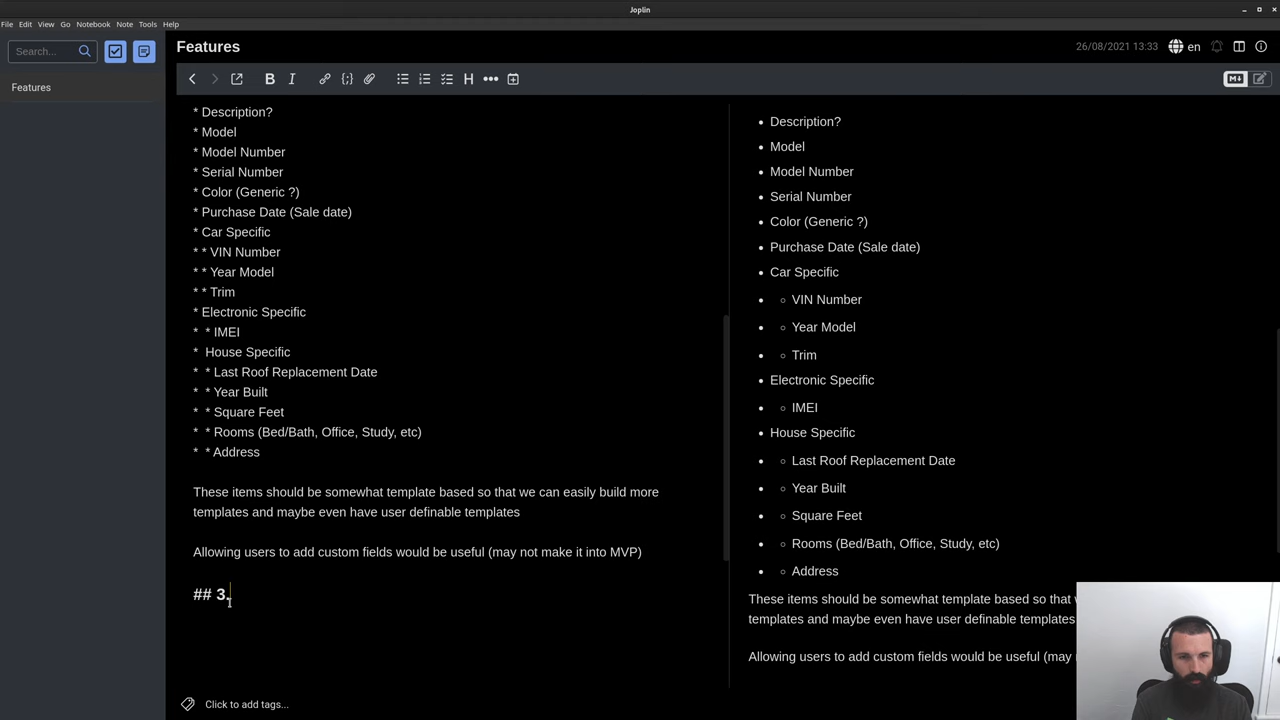 Joplin
File Edit View Go Notebook Note Tools Help
Search...
Features
Features
26/08/2021 13:33
en
B I H
M
* Description?
* Model
* Model Number
* Serial Number
* Color (Generic ?)
* Purchase Date (Sale date)
* Car Specific
* * VIN Number
* * Year Model
* * Trim
* Electronic Specific
*  * IMEI
*  House Specific
*  * Last Roof Replacement Date
*  * Year Built
*  * Square Feet
*  * Rooms (Bed/Bath, Office, Study, etc)
*  * Address
These items should be somewhat template based so that we can easily build more
templates and maybe even have user definable templates
Allowing users to add custom fields would be useful (may not make it into MVP)
## 3.
• Description?
• Model
• Model Number
• Serial Number
• Color (Generic ?)
• Purchase Date (Sale date)
• Car Specific
• ◦ VIN Number
• ◦ Year Model
• ◦ Trim
• Electronic Specific
• ◦ IMEI
• House Specific
• ◦ Last Roof Replacement Date
• ◦ Year Built
• ◦ Square Feet
• ◦ Rooms (Bed/Bath, Office, Study, etc)
• ◦ Address
These items should be somewhat template based so that
templates and maybe even have user definable templates
Allowing users to add custom fields would be useful (may
Click to add tags...